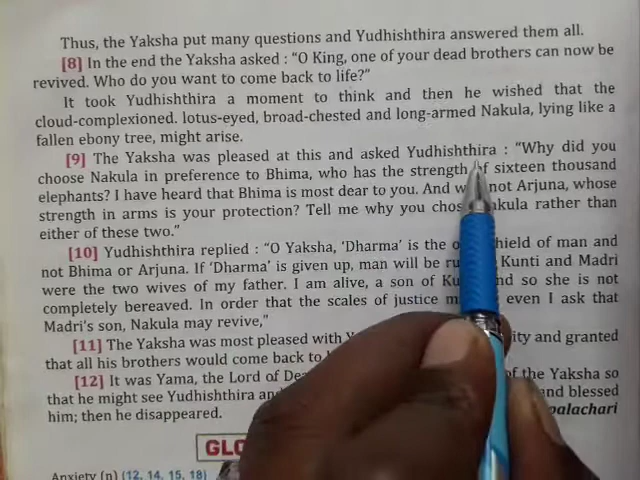 Thus, the Yaksha put many questions and Yudhishthira answered them all.
[8] In the end the Yaksha asked : “O King, one of your dead brothers can now be
revived. Who do you want to come back to life?”
It took Yudhishthira a moment to think and then he wished that the
cloud-complexioned. lotus-eyed, broad-chested and long-armed Nakula, lying like a
fallen ebony tree, might arise.
[9] The Yaksha was pleased at this and asked Yudhishthira : “Why did you
choose Nakula in preference to Bhima, who has the strength of sixteen thousand
elephants? I have heard that Bhima is most dear to you. And not Arjuna, whose
strength in arms is your protection? Tell me why you rather than
either of these two.”
[10] Yudhishthira replied : “O Yaksha, ‘Dharma’ is the of man and
not Bhima or Arjuna. If ‘Dharma’ is given up, man will be Kunti and Madri
were the two wives of my father. I am alive, a son of so she is not
completely bereaved. In order that the scales of justice even I ask that
Madri's son, Nakula may revive,”
[11] The Yaksha was most pleased with and granted
that all his brothers would come back to
[12] It was Yama, the Lord of of the Yaksha so
that he might see Yudhishthira and blessed
him; then he disappeared.
Anxiety (n) (12, 14, 15, 18)